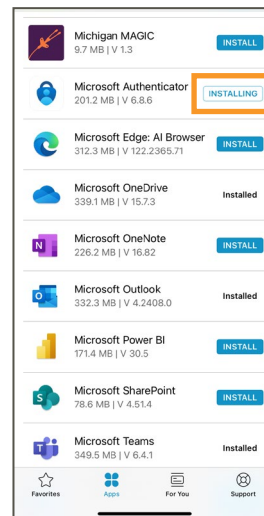 Michigan MAGIC
9.7 MB | V 1.3
INSTALL
Microsoft Authenticator
201.2 MB | V 6.8.6
INSTALLING
Microsoft Edge: AI Browser
312.3 MB | V 122.2365.71
INSTALL
Microsoft OneDrive
339.1 MB | V 15.7.3
Installed
N
Microsoft OneNote
226.2 MB | V 16.82
INSTALL
O
Microsoft Outlook
332.3 MB | V 4.2408.0
Installed
Microsoft Power BI
171.4 MB | V 30.5
INSTALL
S
Microsoft SharePoint
78.6 MB | V 4.51.4
INSTALL
T
Microsoft Teams
349.5 MB | V 6.4.1
Installed
Favorites Apps For You Support